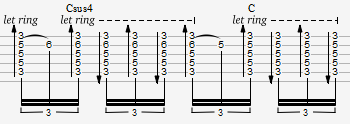 Csus4 C
let ring let ring let ring
3 3 3 3 3 3 3 3 3
5 6 6 6 6 6 5 5 5 5
5 5 5 5 5 5 5 5
5 5 5 5 5 5 5 5
3 3 3 3 3 3 3 3
3 3 3 3